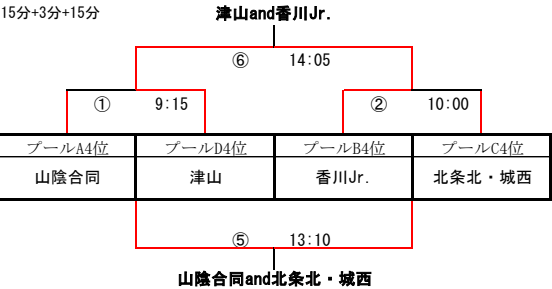 15分+3分+15分
津山and香川Jr.
⑥ 14:05
① 9:15 ② 10:00
プールA4位 プールD4位 プールB4位 プールC4位
山陰合同 津山 香川Jr. 北条北・城西
⑤ 13:10
山陰合同and北条北・城西